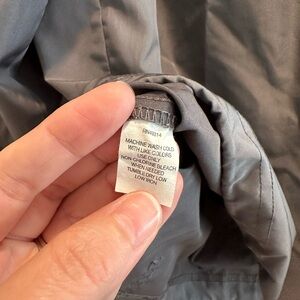 MACHINE WASH COLD
WITH LIKE COLORS
USE ONLY
NON CHLORINE BLEACH
WHEN NEEDED
TUMBLE DRY LOW
LOW IRON